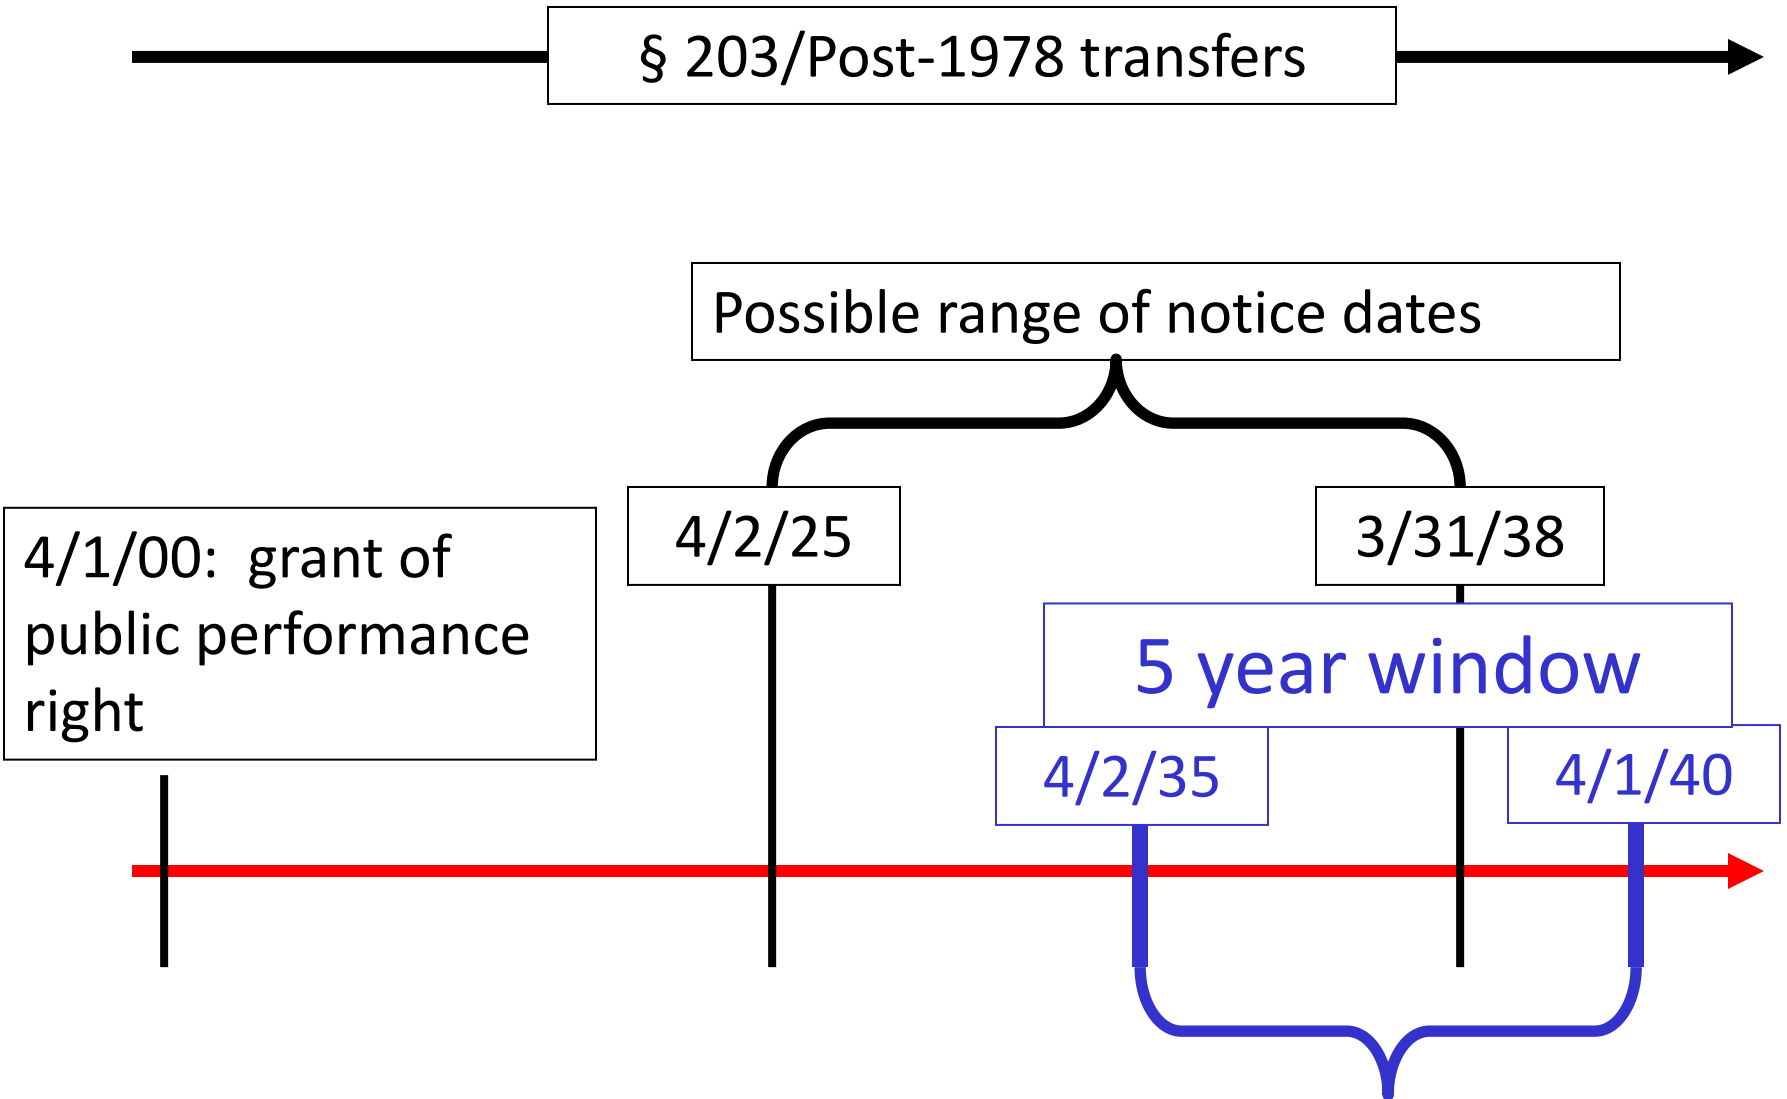 § 203/Post-1978 transfers
Possible range of notice dates
4/1/00:  grant of
public performance
right
4/2/25
3/31/38
5 year window
4/2/35
4/1/40